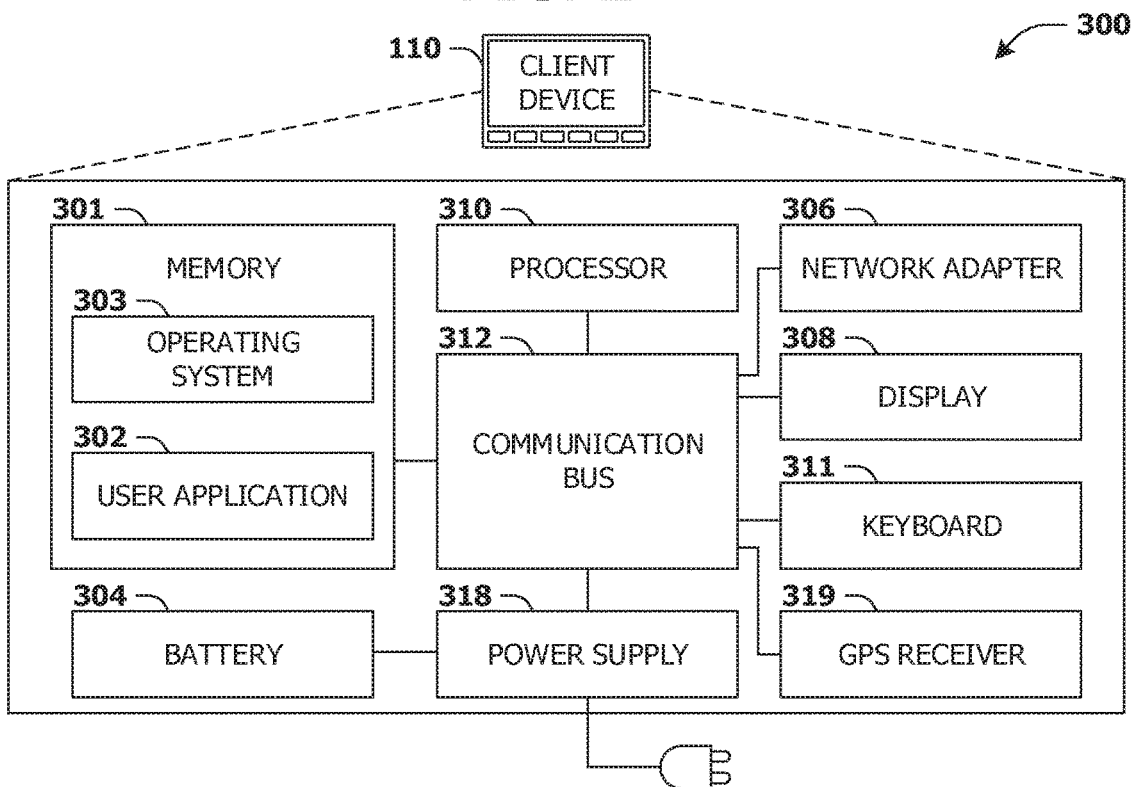 300
110
CLIENT
DEVICE
301
310
306
MEMORY
PROCESSOR
NETWORK ADAPTER
303
312
308
OPERATING
SYSTEM
DISPLAY
302
COMMUNICATION
BUS
311
USER APPLICATION
KEYBOARD
304
318
319
BATTERY
POWER SUPPLY
GPS RECEIVER